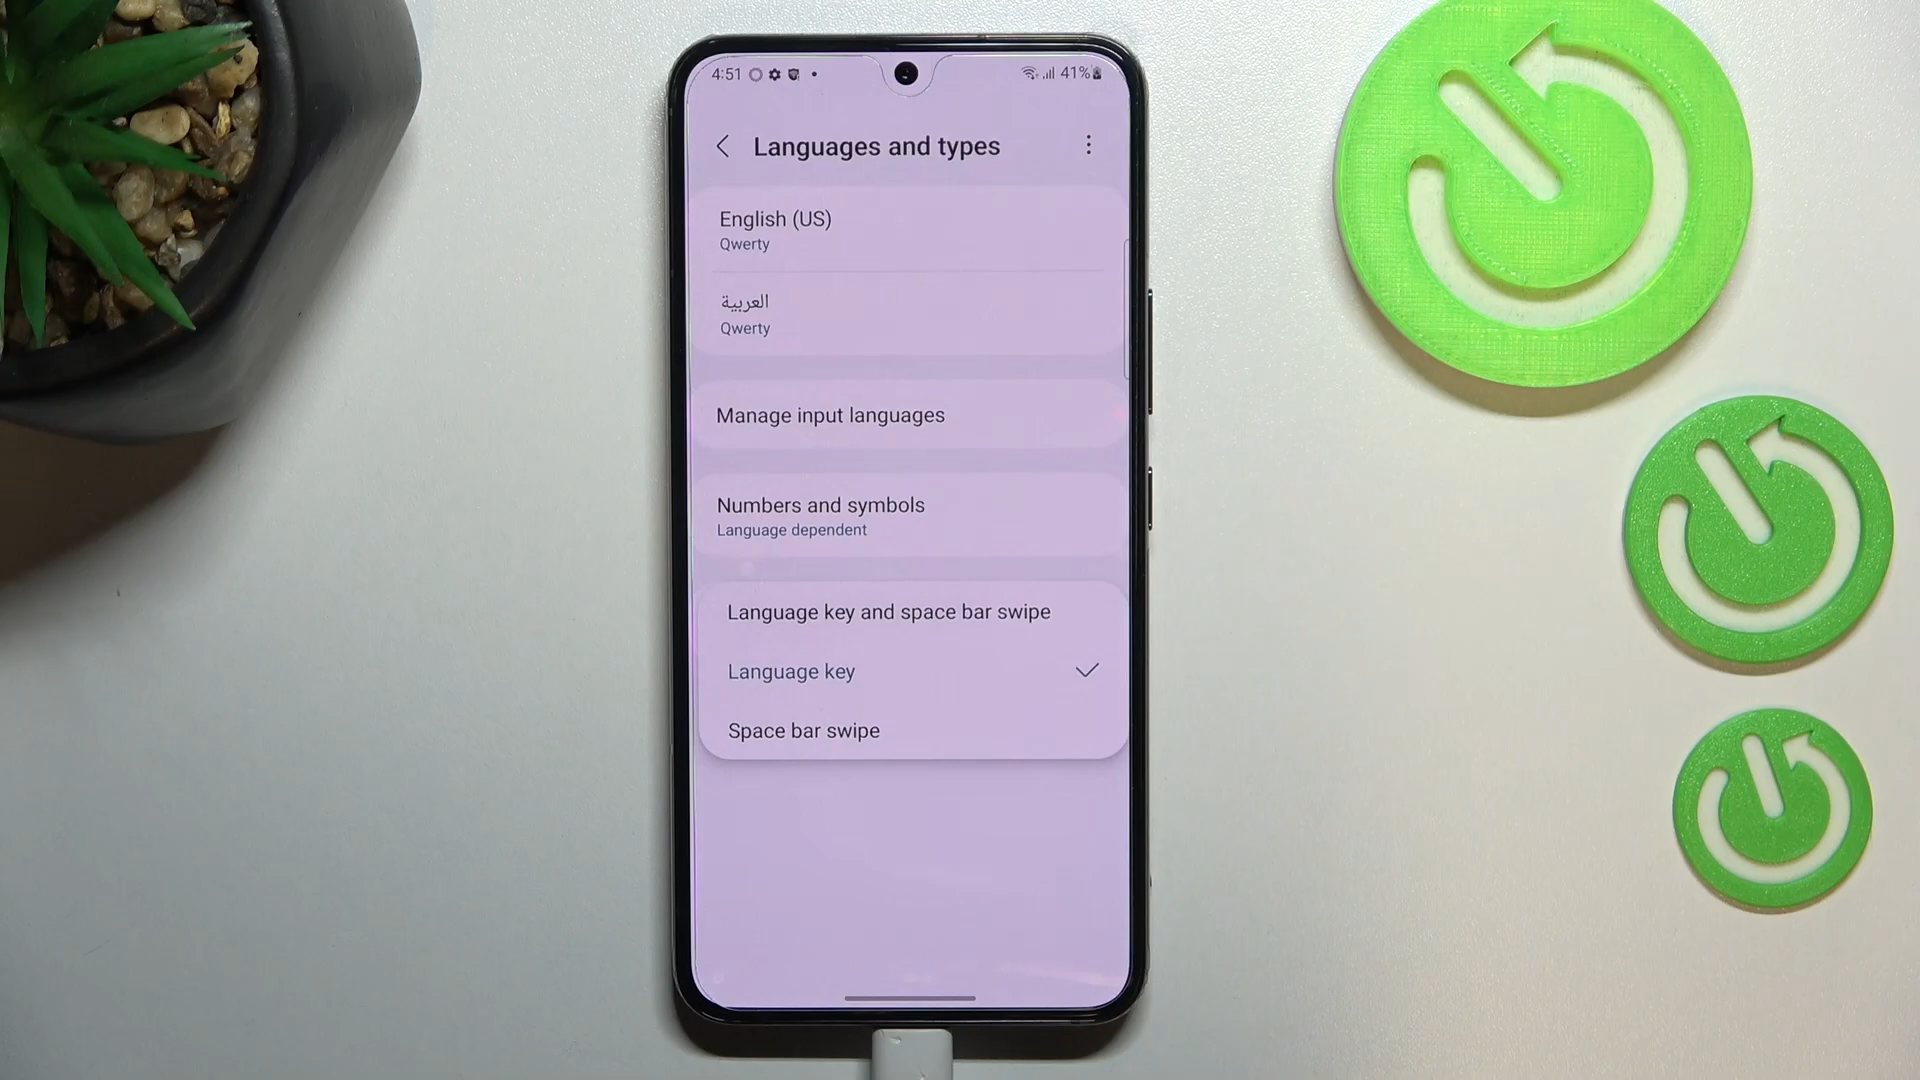 4:51 41%
Languages and types
English (US)
Qwerty
العربية
Qwerty
Manage input languages
Numbers and symbols
Language dependent
Language key and space bar swipe
Language key
Space bar swipe